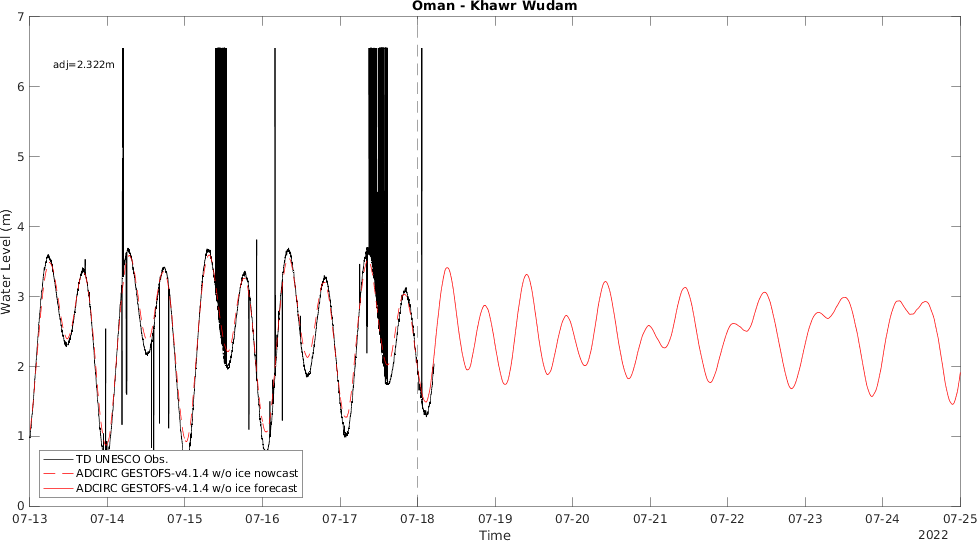 Oman - Khawr Wudam
7
adj=2.322m
6
5
4
3
2
1
0
Water Level (m)
TD UNESCO Obs.
ADCIRC GESTOFS-v4.1.4 w/o ice nowcast
ADCIRC GESTOFS-v4.1.4 w/o ice forecast
07-13 07-14 07-15 07-16 07-17 07-18 07-19 07-20 07-21 07-22 07-23 07-24 07-25
Time
2022